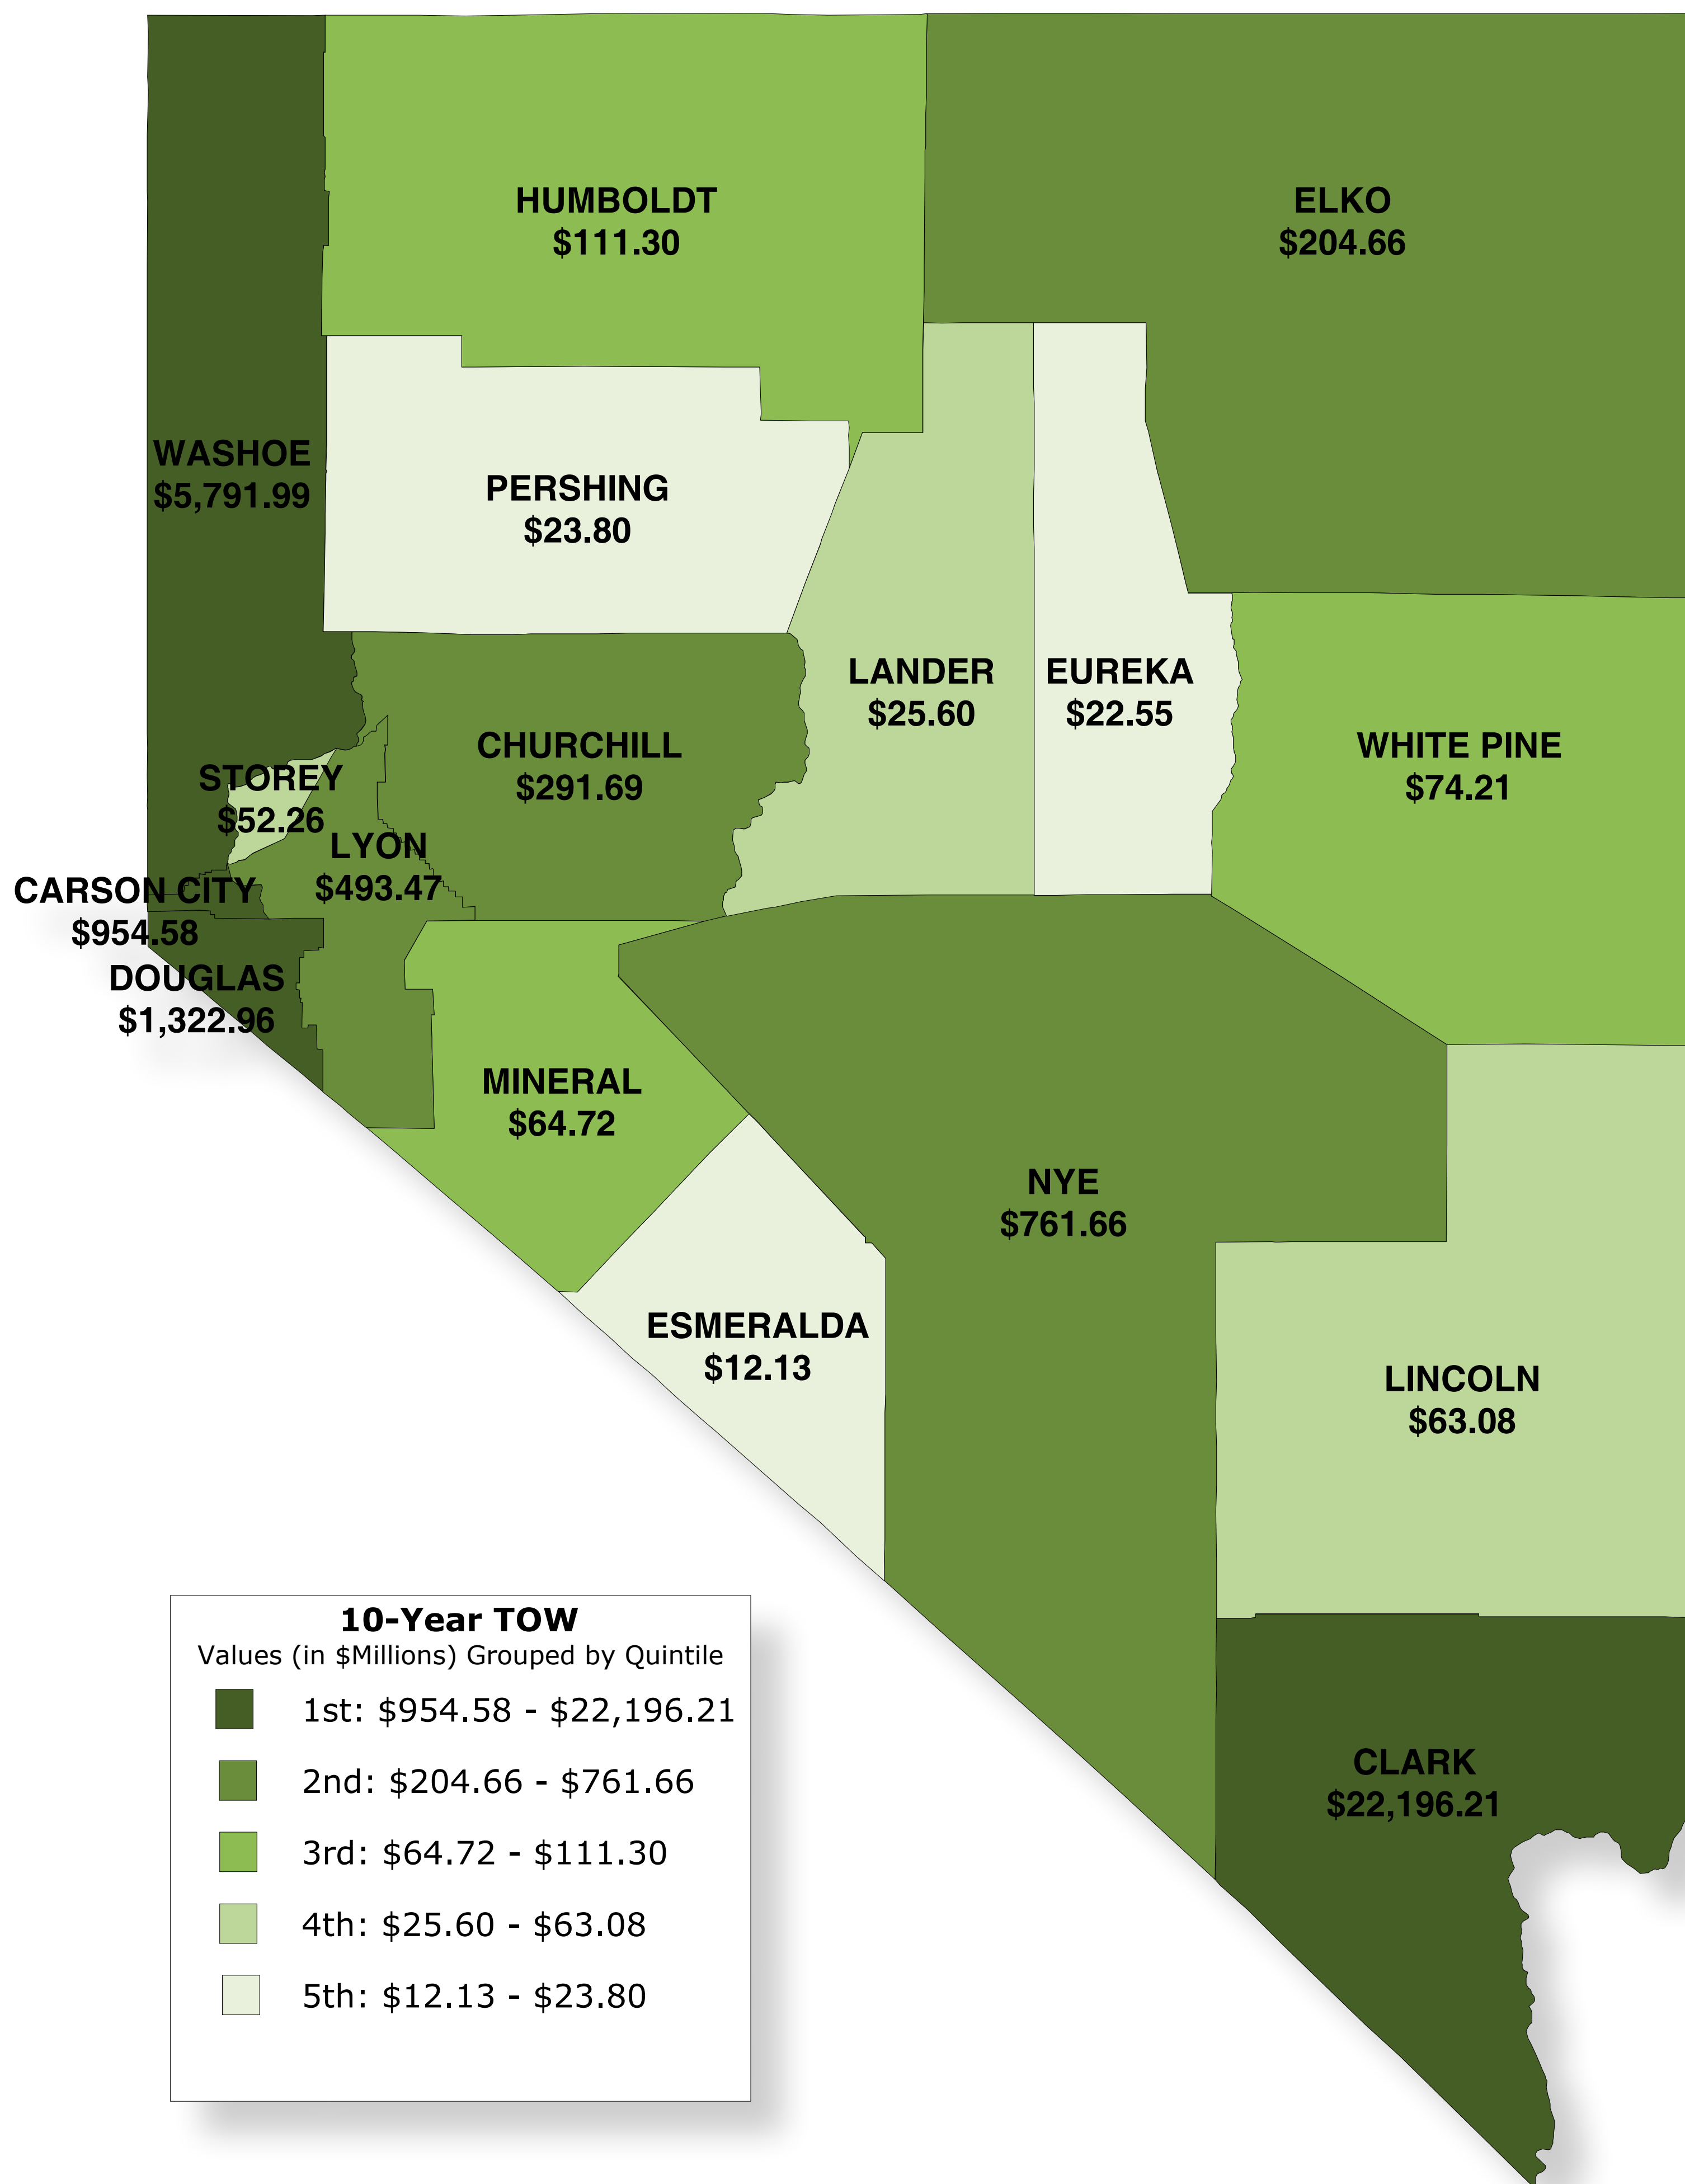 HUMBOLDT
$111.30
ELKO
$204.66
WASHOE
$5,791.99
PERSHING
$23.80
LANDER
$25.60
EUREKA
$22.55
CHURCHILL
$291.69
WHITE PINE
$74.21
STOREY
$52.26
LYON
$493.47
CARSON CITY
$954.58
DOUGLAS
$1,322.96
MINERAL
$64.72
NYE
$761.66
ESMERALDA
$12.13
LINCOLN
$63.08
CLARK
$22,196.21
10-Year TOW
Values (in $Millions) Grouped by Quintile
1st: $954.58 - $22,196.21
2nd: $204.66 - $761.66
3rd: $64.72 - $111.30
4th: $25.60 - $63.08
5th: $12.13 - $23.80